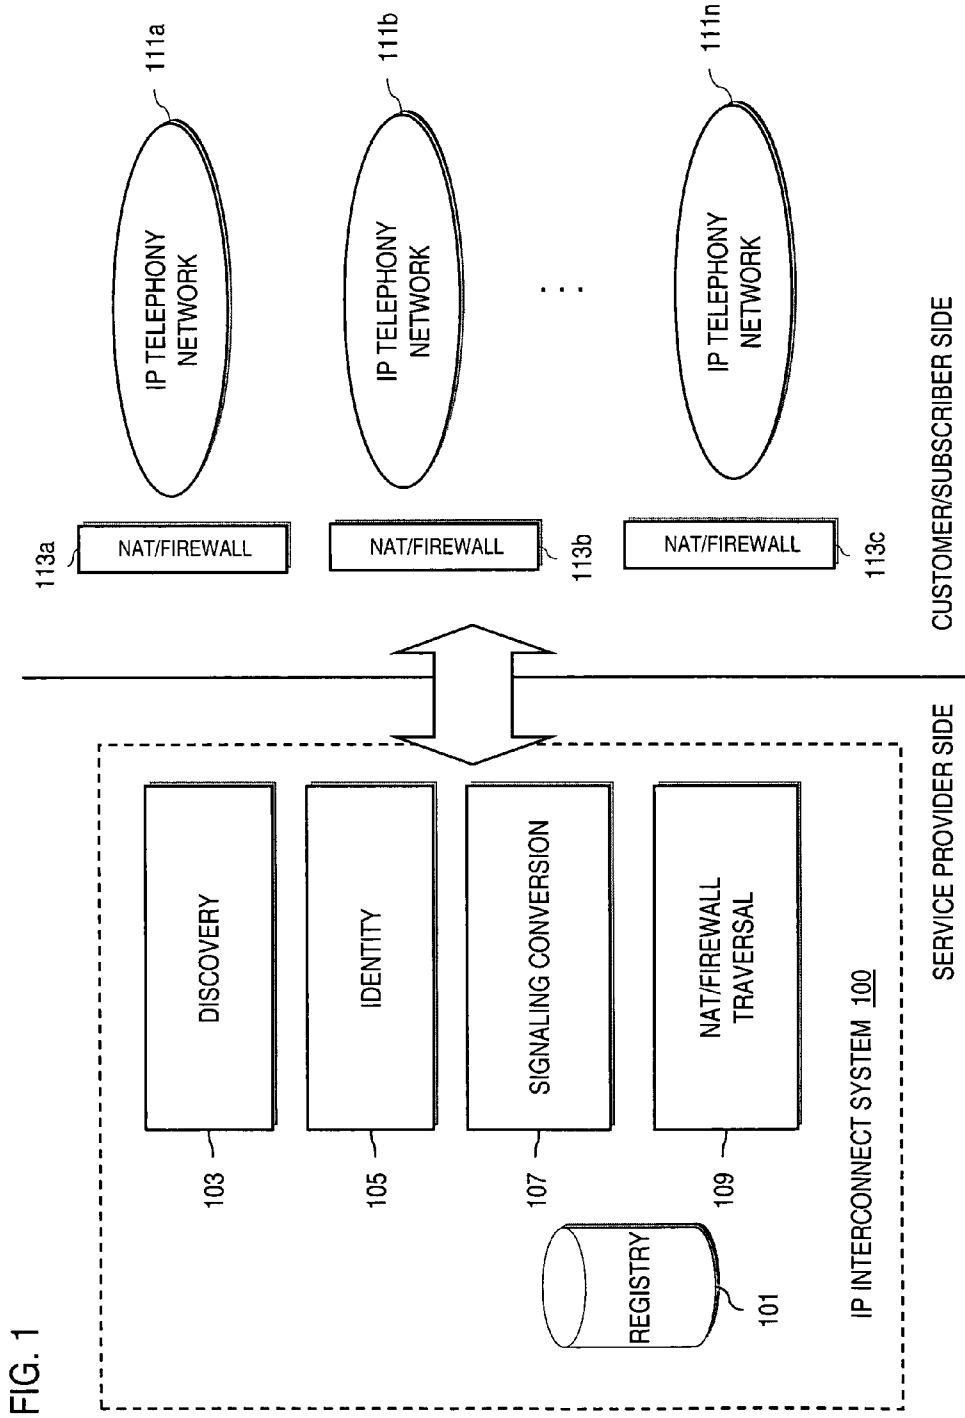 FIG. 1
REGISTRY
101
103
DISCOVERY
105
IDENTITY
107
SIGNALING CONVERSION
109
NAT/FIREWALL
TRAVERSAL
IP INTERCONNECT SYSTEM 100
SERVICE PROVIDER SIDE
113a
NAT/FIREWALL
IP TELEPHONY
NETWORK
111a
NAT/FIREWALL
113b
IP TELEPHONY
NETWORK
111b
. . .
NAT/FIREWALL
113c
IP TELEPHONY
NETWORK
111n
CUSTOMER/SUBSCRIBER SIDE